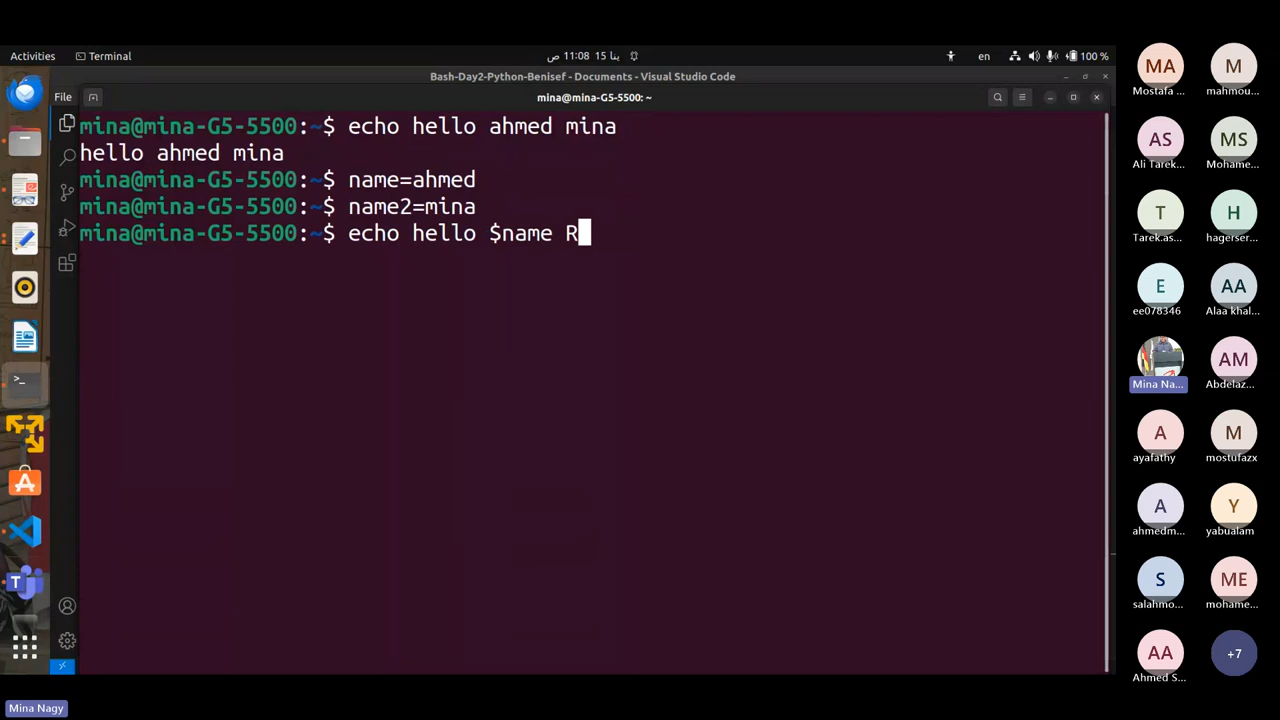 Activities
Terminal
ص 11:08 15 ينا
en
100 %
Bash-Day2-Python-Benisef - Documents - Visual Studio Code
File
mina@mina-G5-5500: ~
mina@mina-G5-5500:~$ echo hello ahmed mina
hello ahmed mina
mina@mina-G5-5500:~$ name=ahmed
mina@mina-G5-5500:~$ name2=mina
mina@mina-G5-5500:~$ echo hello $name R
MA
Mostafa ...
M
mahmou...
AS
Ali Tarek...
MS
Mohame...
T
Tarek.as...
H
hagerser...
E
ee078346
AA
Alaa khal...
Mina Na...
AM
Abdelaz...
A
ayafathy
M
mostufazx
A
ahmedm...
Y
yabualam
S
salahmo...
ME
mohame...
AA
Ahmed S...
+7
Mina Nagy